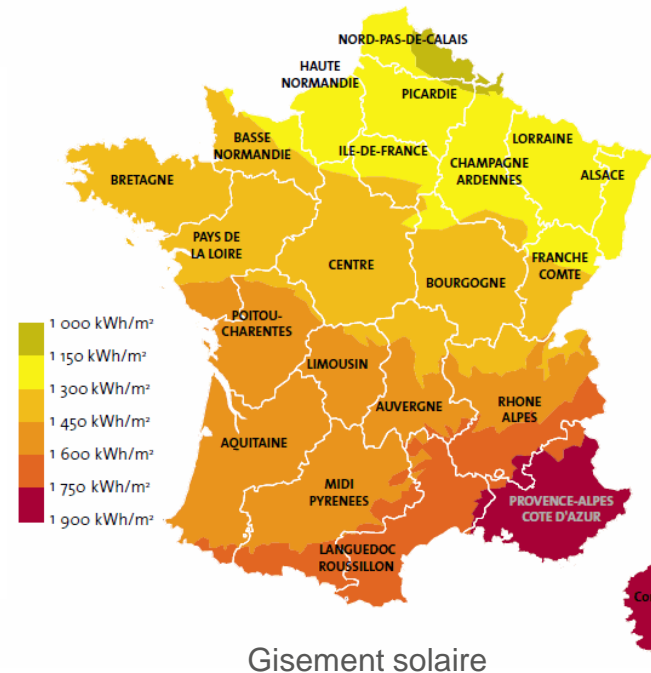 NORD-PAS-DE-CALAIS
HAUTE
NORMANDIE
PICARDIE
BASSE
NORMANDIE
ILE-DE-FRANCE
LORRAINE
CHAMPAGNE
ARDENNES
ALSACE
BRETAGNE
PAYS DE
LA LOIRE
CENTRE
BOURGOGNE
FRANCHE
COMTE
POITOU-
CHARENTES
LIMOUSIN
AUVERGNE
RHONE
ALPES
AQUITAINE
MIDI
PYRENEES
PROVENCE-ALPES
COTE D'AZUR
LANGUEDOC
ROUSSILLON
1 000 kWh/m²
1 150 kWh/m²
1 300 kWh/m²
1 450 kWh/m²
1 600 kWh/m²
1 750 kWh/m²
1 900 kWh/m²
Gisement solaire